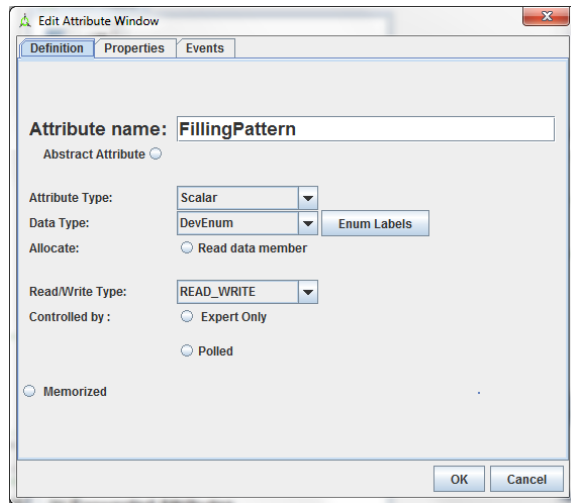 Edit Attribute Window
Definition Properties Events
Attribute name: FillingPattern
Abstract Attribute
Attribute Type: Scalar
Data Type: DevEnum Enum Labels
Allocate: Read data member
Read/Write Type: READ_WRITE
Controlled by : Expert Only
Polled
Memorized
OK Cancel